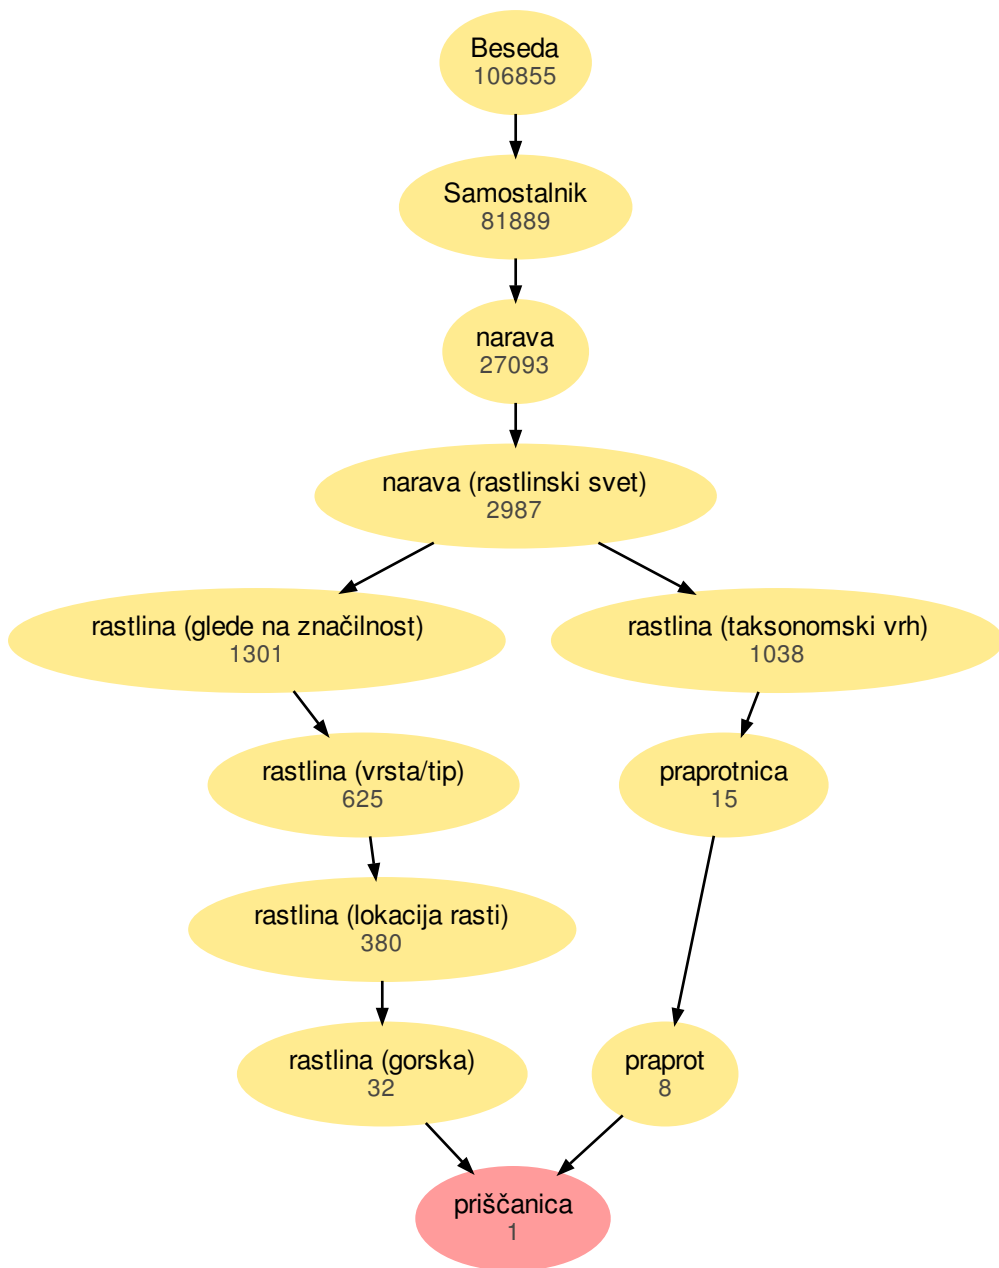 Beseda
106855
Samostalnik
81889
narava
27093
narava (rastlinski svet)
2987
rastlina (glede na značilnost)
1301
rastlina (taksonomski vrh)
1038
rastlina (vrsta/tip)
625
praprotnica
15
rastlina (lokacija rasti)
380
rastlina (gorska)
32
praprot
8
priščanica
1